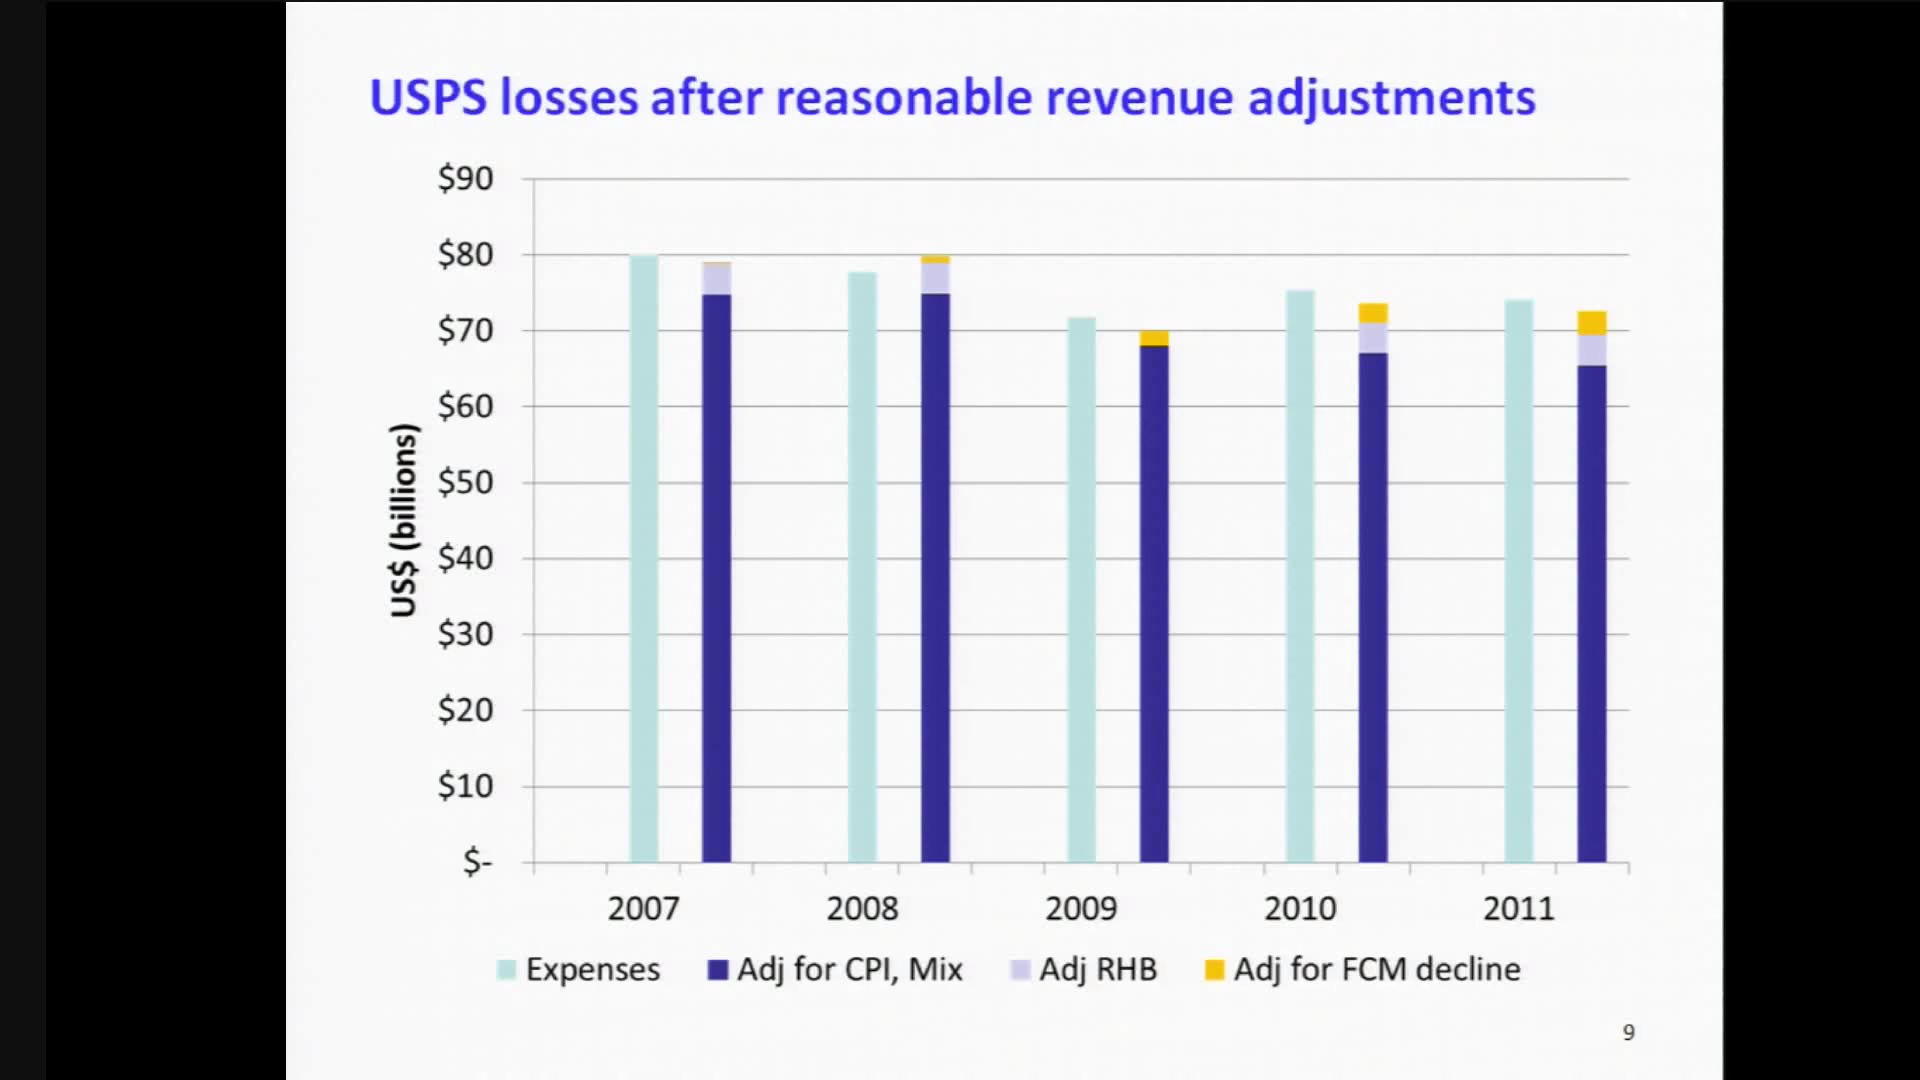 USPS losses after reasonable revenue adjustments
$90
$80
$70
$60
$50
$40
$30
$20
$10
$-
US$ (billions)
2007 2008 2009 2010 2011
Expenses Adj for CPI, Mix Adj RHB Adj for FCM decline
9